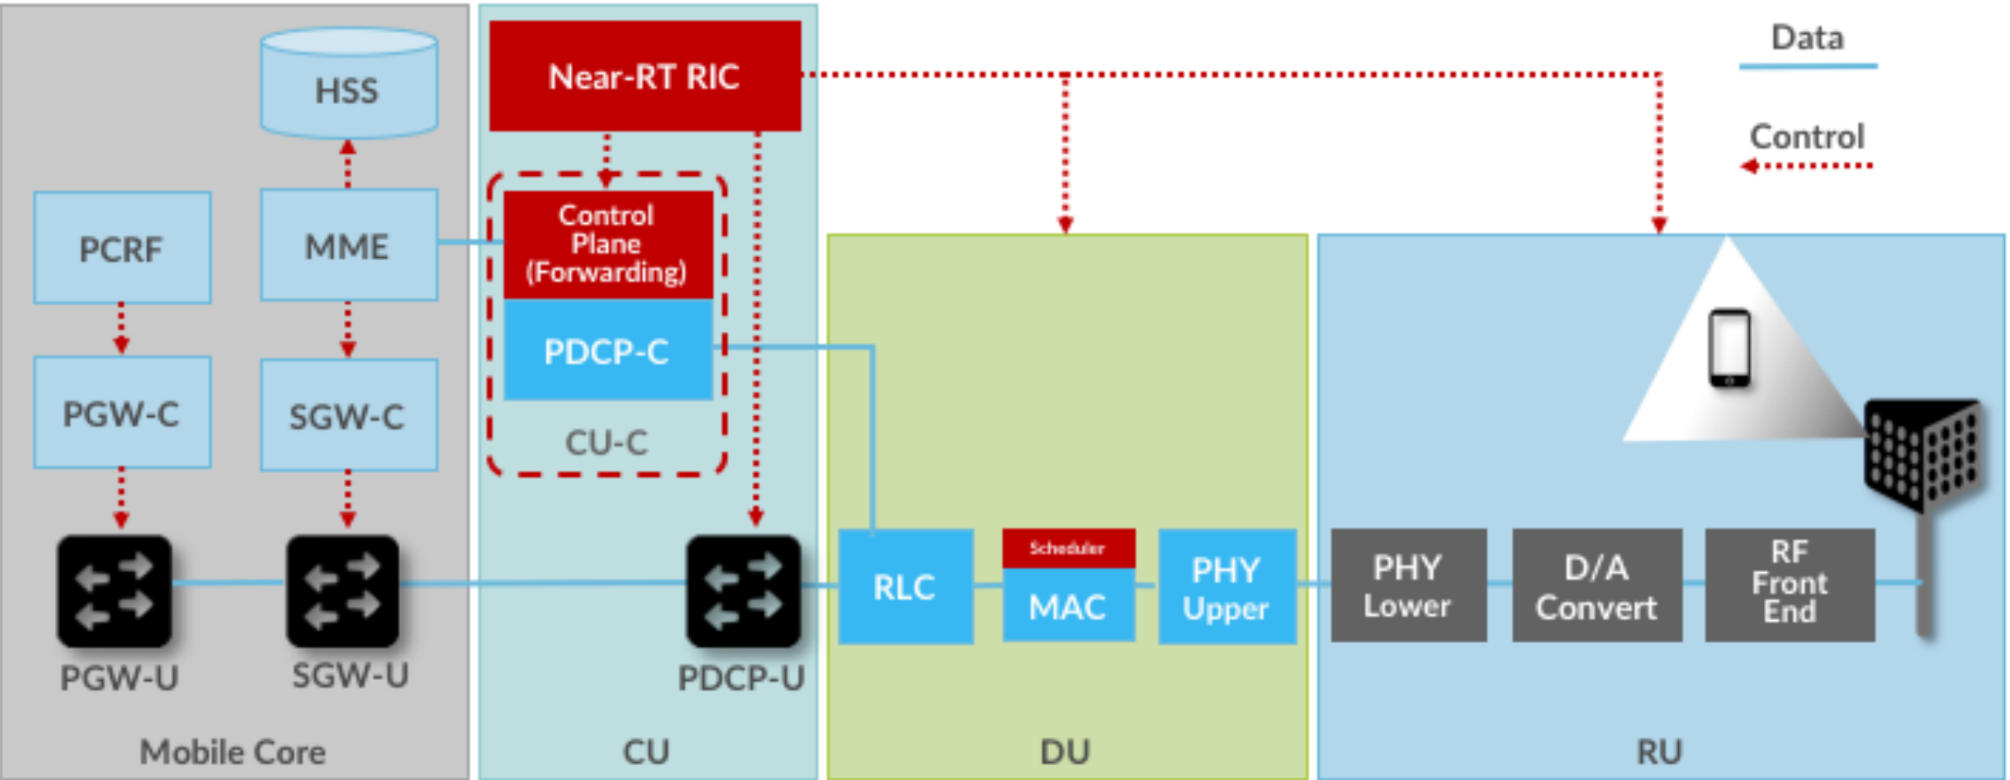 HSS
PCRF
MME
PGW-C
SGW-C
PGW-U
SGW-U
Mobile Core
Near-RT RIC
Control
Plane
(Forwarding)
PDCP-C
CU-C
PDCP-U
CU
RLC
Scheduler
MAC
PHY
Upper
DU
PHY
Lower
D/A
Convert
RF
Front
End
RU
Data
Control